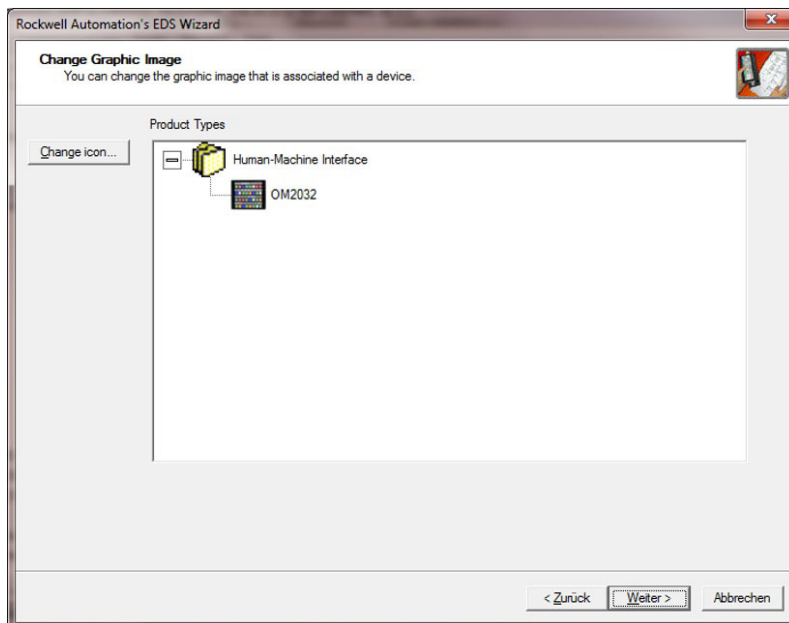 Rockwell Automation's EDS Wizard
Change Graphic Image
You can change the graphic image that is associated with a device.
Product Types
Change icon...
Human-Machine Interface
OM2032
< Zurück
Weiter >
Abbrechen